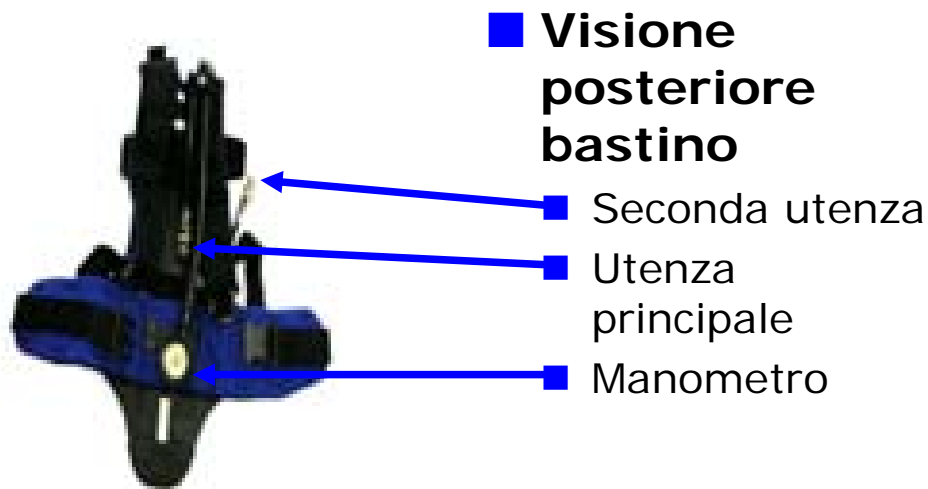 Visione
posteriore
bastino
Seconda utenza
Utenza
principale
Manometro